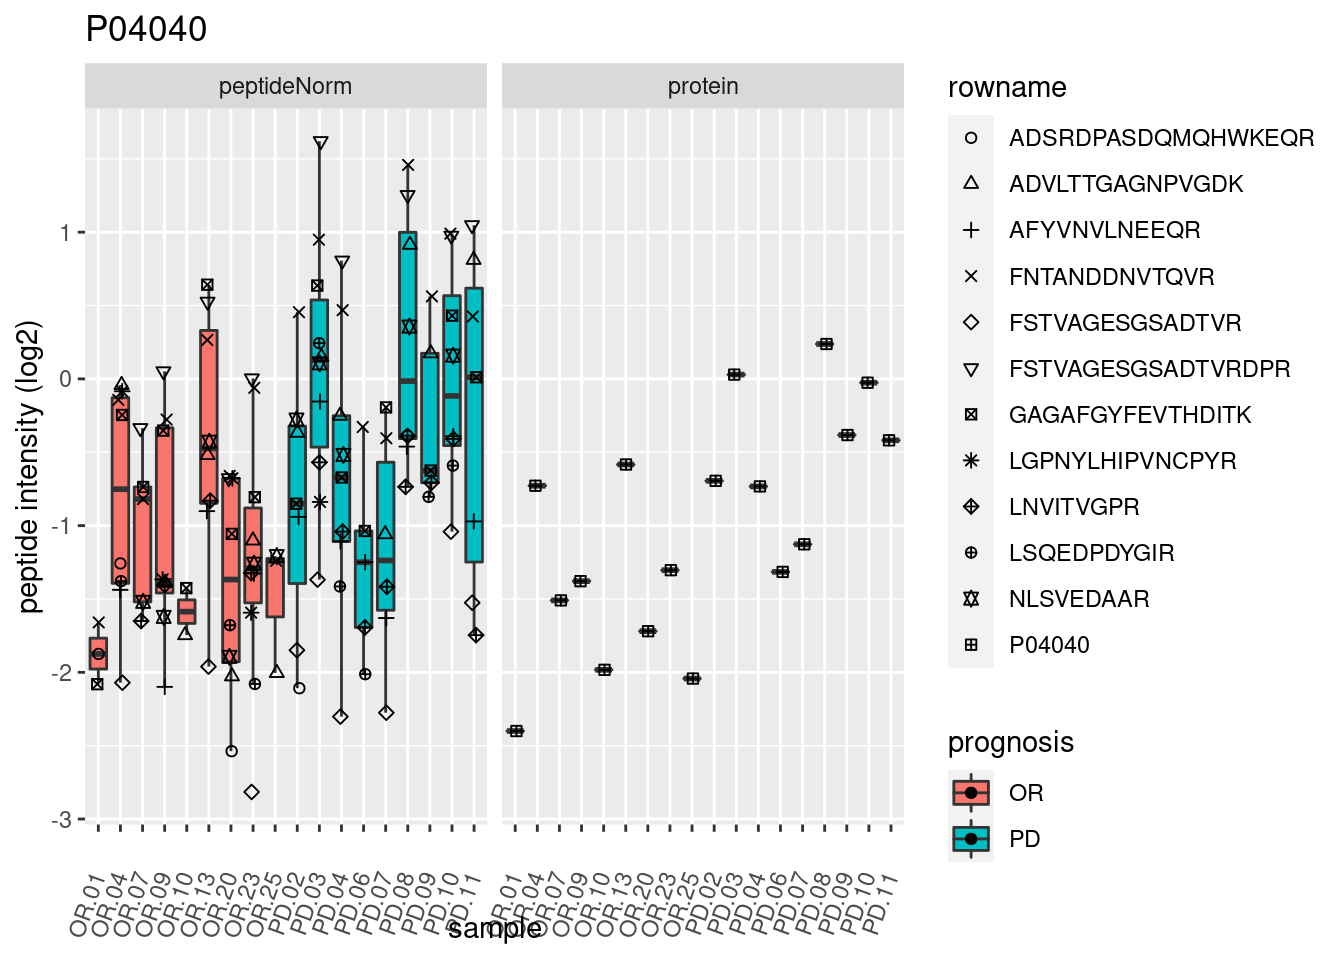 P04040
peptideNorm
protein
rowname
ADSRDPASDQMQHWKEQR
ADVLTTGAGNPVGDK
AFYVNVLNEEQR
FNTANDDNVTQVR
FSTVAGESGSADTVR
FSTVAGESGSADTVRDPR
GAGAFGYFEVTHDITK
LGPNYLHIPVNCPYR
LNVITVGPR
LSQEDPDYGIR
NLSVEDAAR
P04040
prognosis
OR
PD
peptide intensity (log2)
1
0
-1
-2
-3
OR.01
OR.04
OR.07
OR.09
OR.10
OR.13
OR.20
OR.23
OR.25
PD.02
PD.03
PD.04
PD.06
PD.07
PD.08
PD.09
PD.10
PD.11
OR.01
OR.04
OR.07
OR.09
OR.10
OR.13
OR.20
OR.23
OR.25
PD.02
PD.03
PD.04
PD.06
PD.07
PD.08
PD.09
PD.10
PD.11
sample